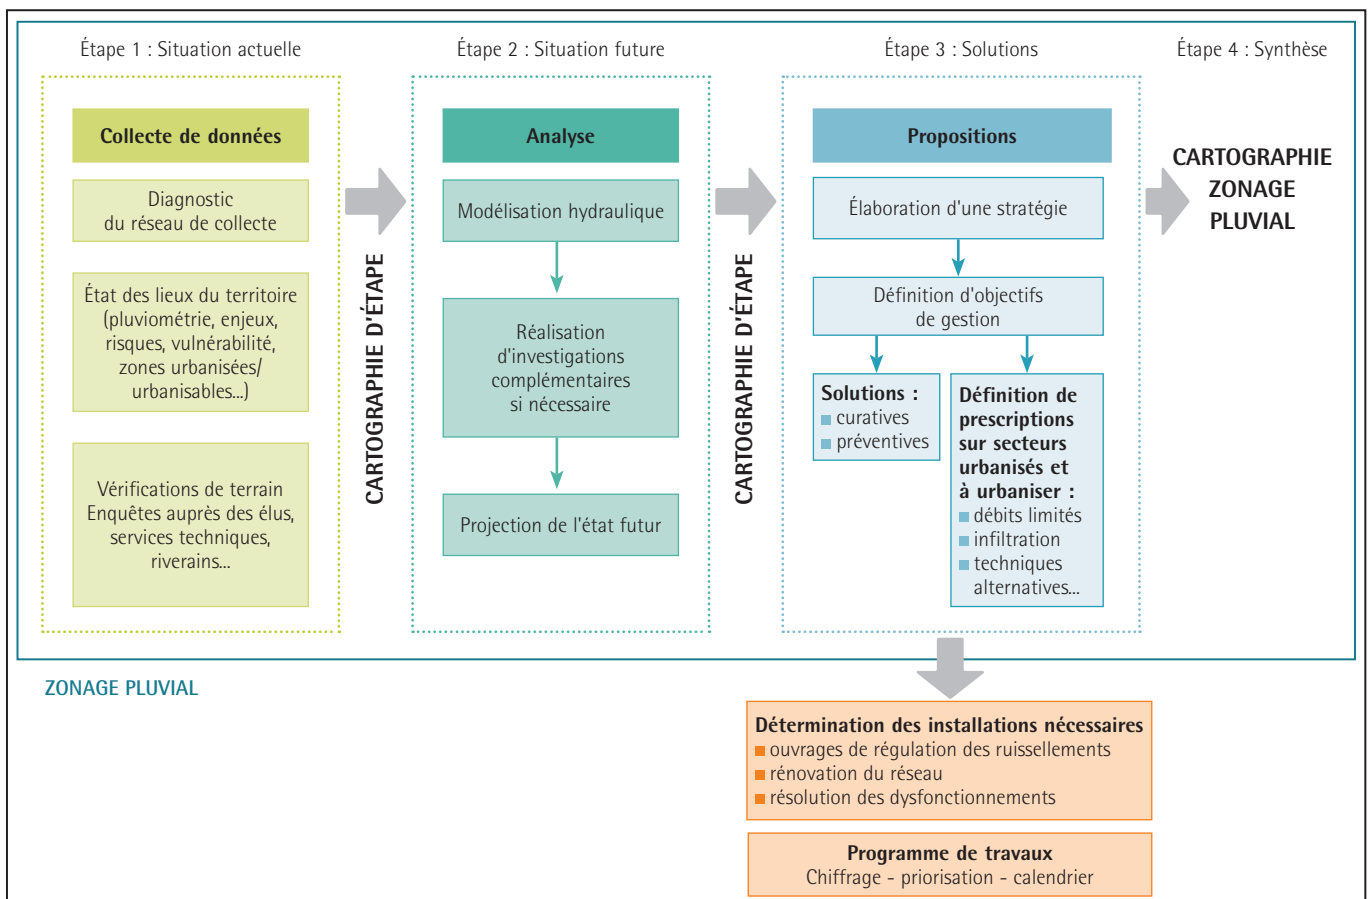 Étape 1 : Situation actuelle
Collecte de données
Diagnostic
du réseau de collecte
État des lieux du territoire
(pluviométrie, enjeux,
risques, vulnérabilité,
zones urbanisées/
urbanisables...)
Vérifications de terrain
Enquêtes auprès des élus,
services techniques,
riverains...
CARTOGRAPHIE D'ÉTAPE
Étape 2 : Situation future
Analyse
Modélisation hydraulique
Réalisation
d'investigations
complémentaires
si nécessaire
Projection de l'état futur
CARTOGRAPHIE D'ÉTAPE
Étape 3 : Solutions
Propositions
Élaboration d'une stratégie
Définition d'objectifs
de gestion
Solutions :
curatives
préventives
Définition de
prescriptions
sur secteurs
urbanisés et
à urbaniser :
débits limités
infiltration
techniques
alternatives...
Étape 4 : Synthèse
CARTOGRAPHIE
ZONAGE
PLUVIAL
ZONAGE PLUVIAL
Détermination des installations nécessaires
ouvrages de régulation des ruissellements
rénovation du réseau
résolution des dysfonctionnements
Programme de travaux
Chiffrage - priorisation - calendrier